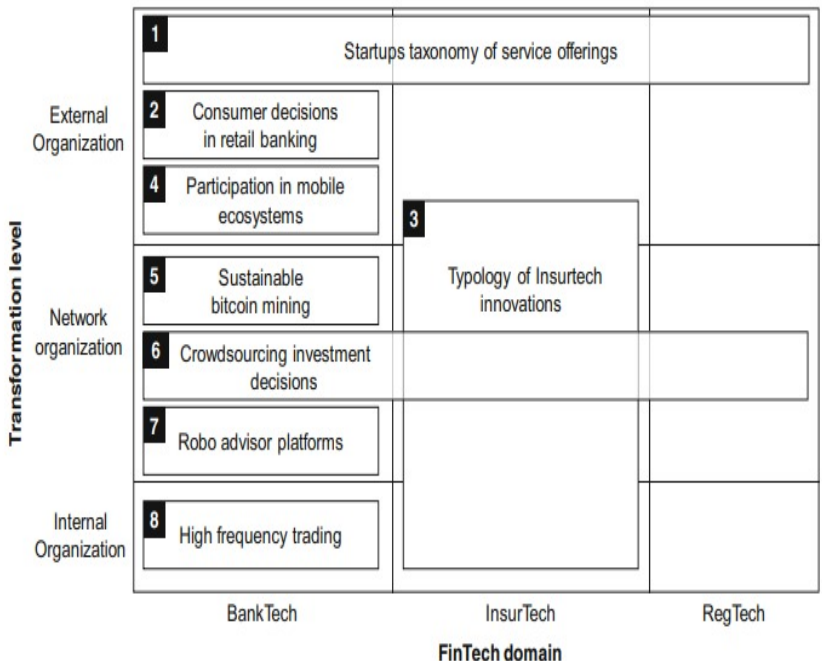 1
Startups taxonomy of service offerings
External
Organization
2
Consumer decisions
in retail banking
4
Participation in mobile
ecosystems
3
Typology of Insurtech
innovations
Transformation level
Network
organization
5
Sustainable
bitcoin mining
6
Crowdsourcing investment
decisions
7
Robo advisor platforms
Internal
Organization
8
High frequency trading
BankTech
InsurTech
RegTech
FinTech domain